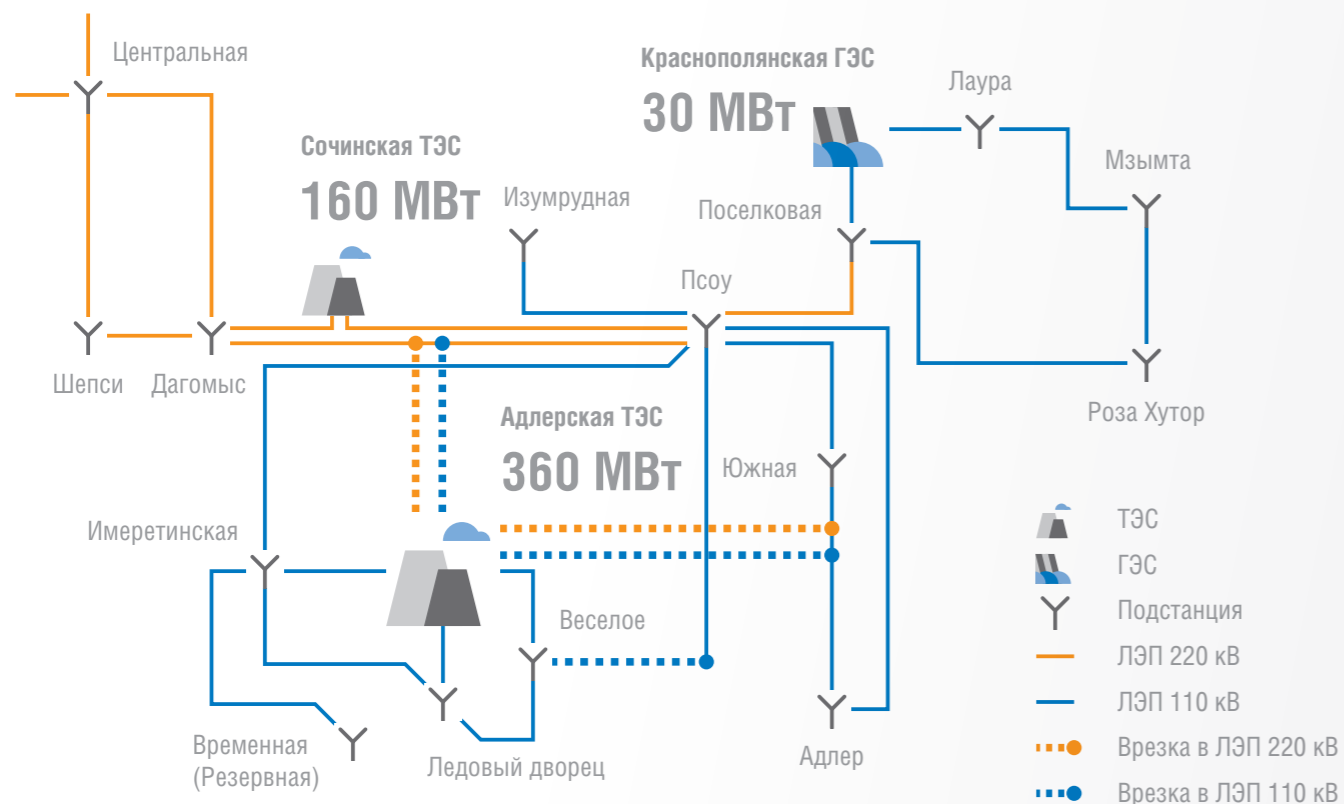 Центральная
Краснополянская ГЭС
30 МВт
Лаура
Сочинская ТЭС
160 МВт
Мзымта
Изумрудная
Поселковая
Псоу
Шепси
Дагомыс
Роза Хутор
Адлерская ТЭС
360 МВт
Южная
Имеретинская
Веселое
Временная
(Резервная)
Ледовый дворец
Адлер
ТЭС
ГЭС
Подстанция
ЛЭП 220 кВ
ЛЭП 110 кВ
Врезка в ЛЭП 220 кВ
Врезка в ЛЭП 110 кВ